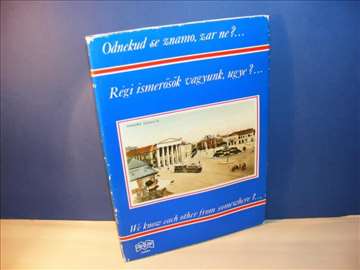 Odnekud se znamo, zar ne?...
Régi ismerősök vagyunk, ugye?...
We know each other from somewhere?...